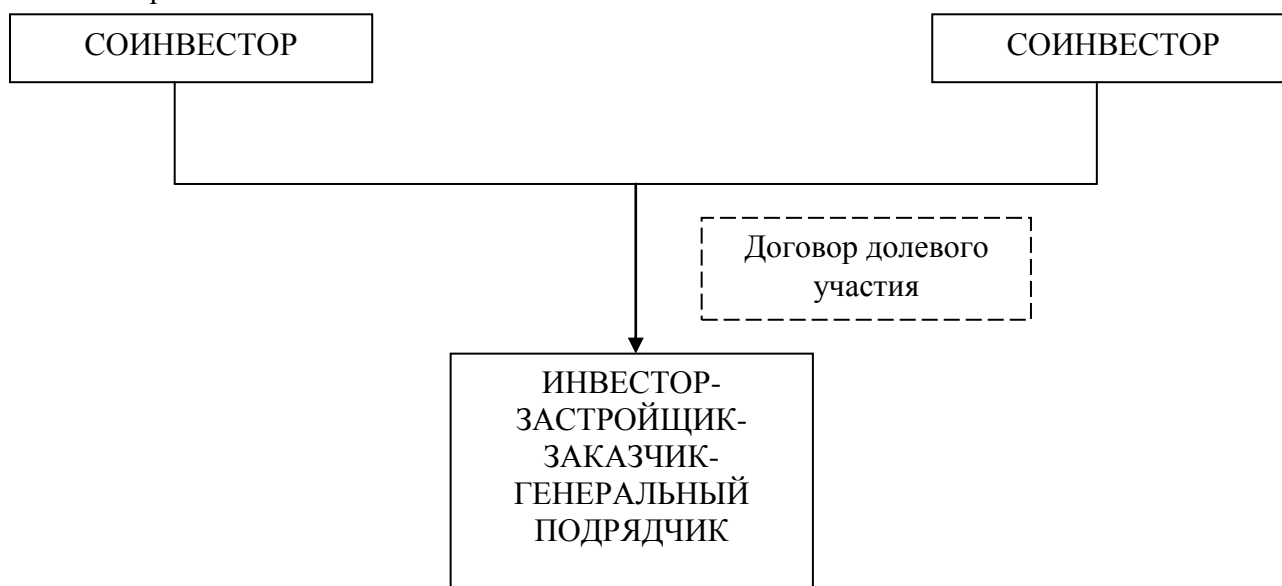 СОИНВЕСТОР
СОИНВЕСТОР
Договор долевого
участия
ИНВЕСТОР-
ЗАСТРОЙЩИК-
ЗАКАЗЧИК-
ГЕНЕРАЛЬНЫЙ
ПОДРЯДЧИК